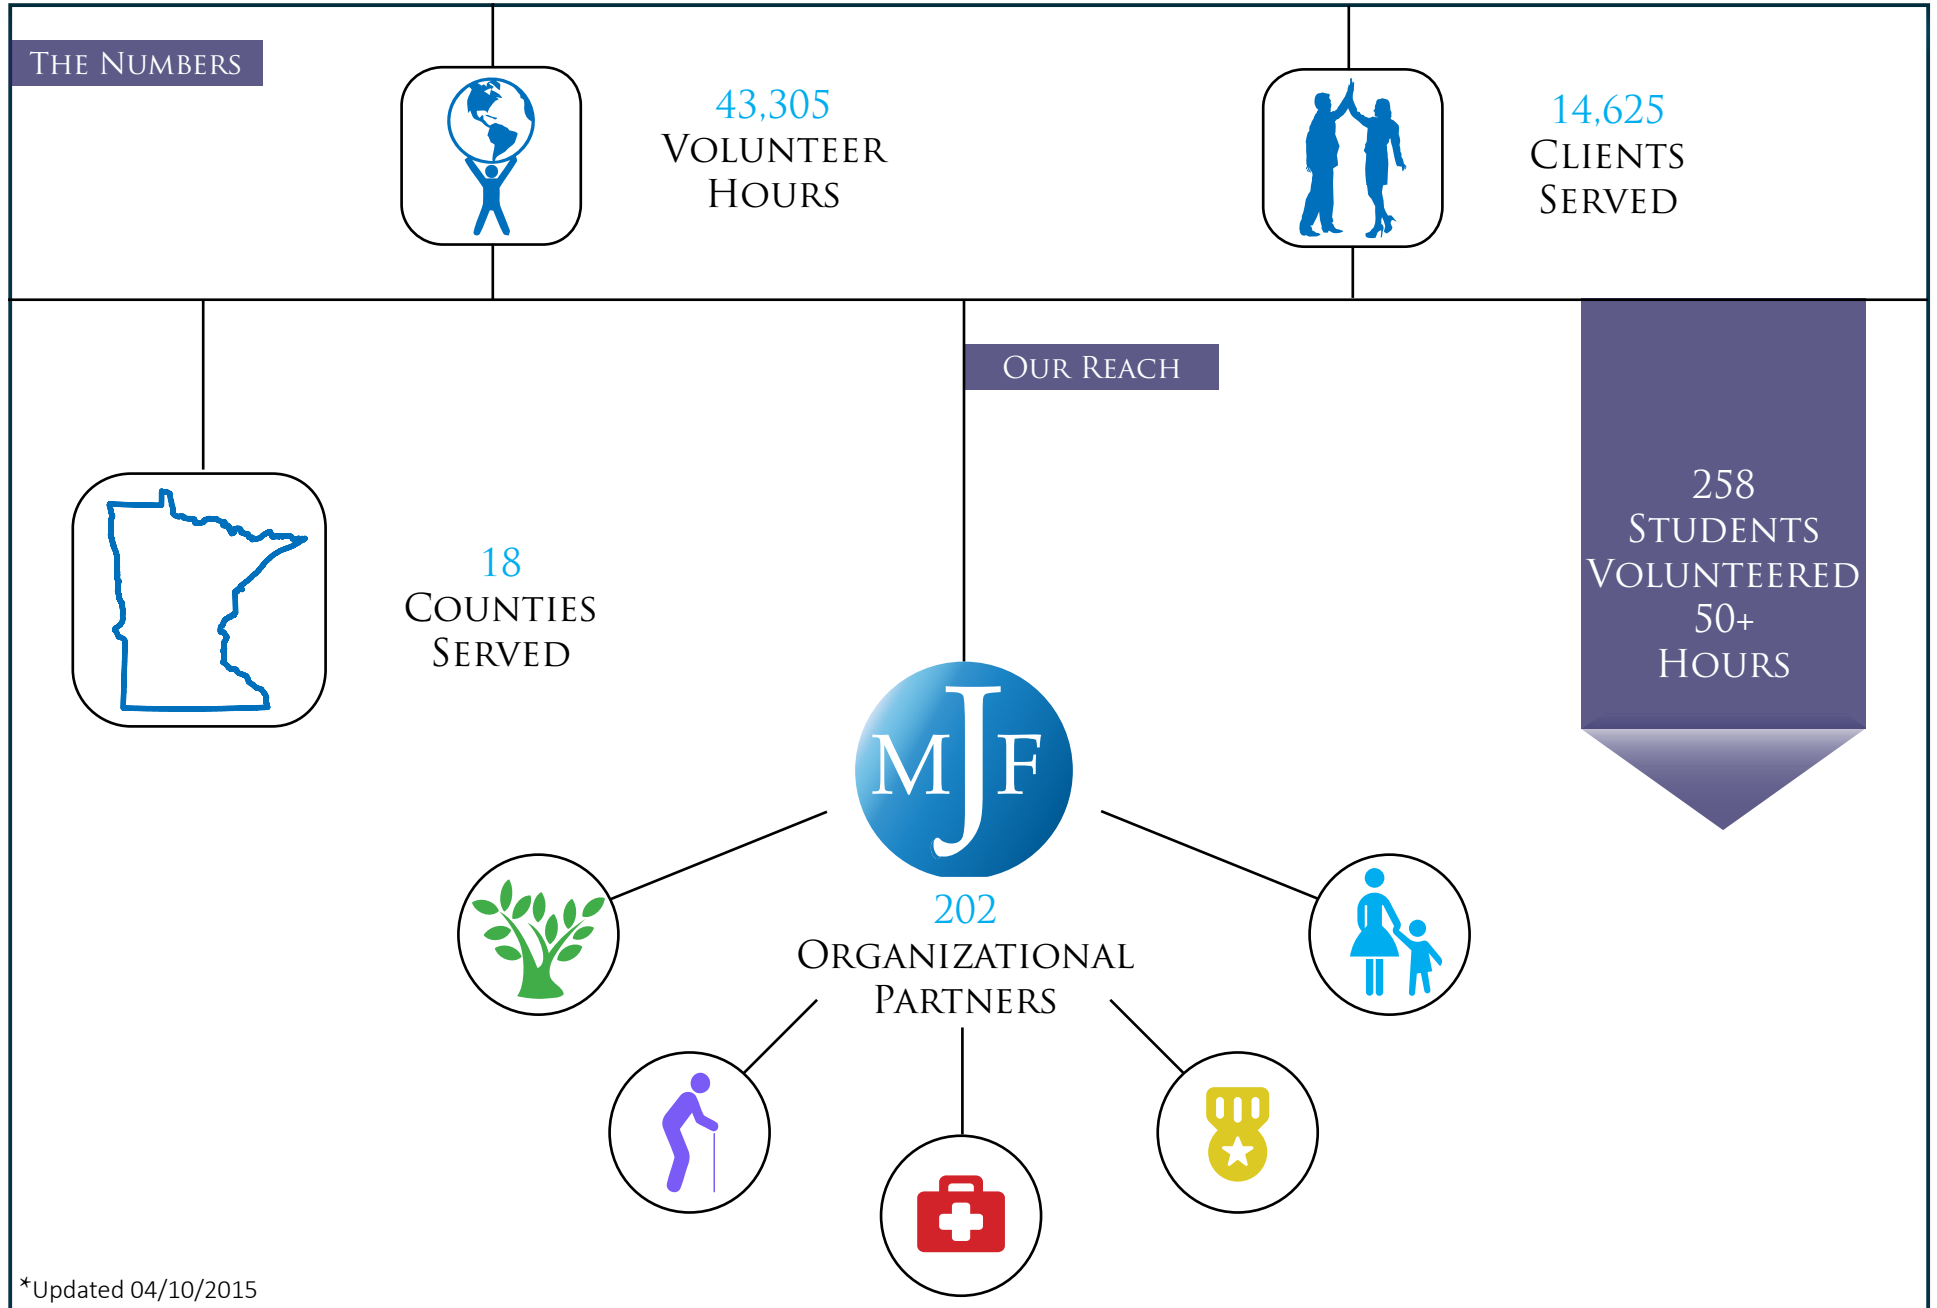 The Numbers
43,305
Volunteer
Hours
14,625
Clients
Served
Our Reach
18
Counties
Served
258
Students
Volunteered
50+
Hours
MJF
202
Organizational
Partners
*Updated 04/10/2015